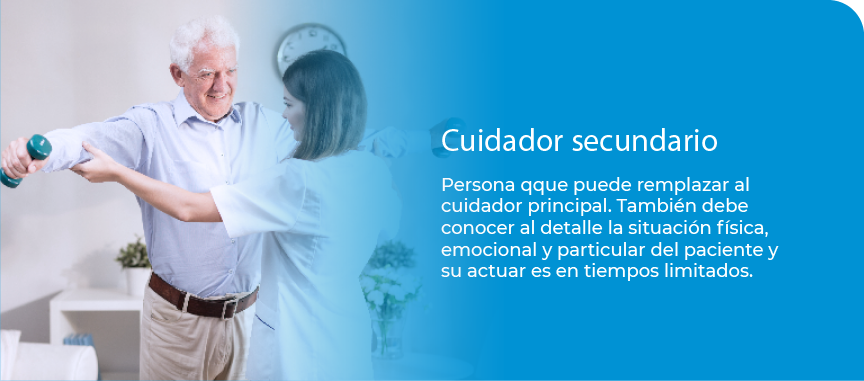 Cuidador secundario
Persona qque puede remplazar al
cuidador principal. También debe
conocer al detalle la situación física,
emocional y particular del paciente y
su actuar es en tiempos limitados.